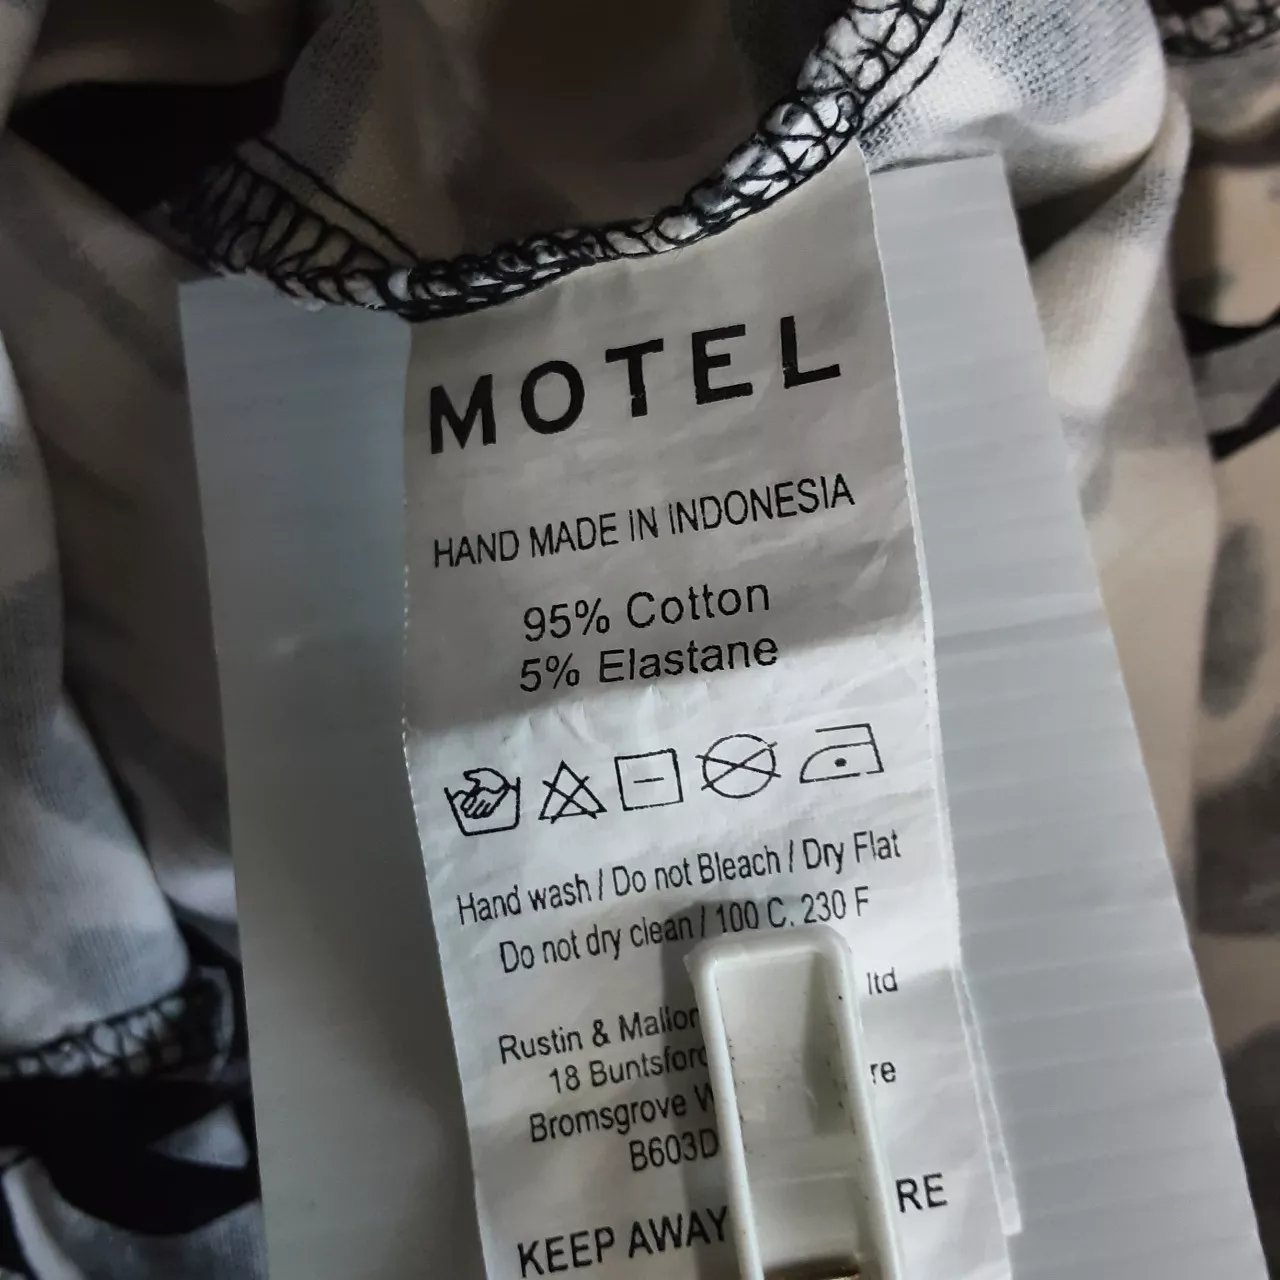 MOTEL
HAND MADE IN INDONESIA
95% Cotton
5% Elastane
Hand wash / Do not Bleach / Dry Flat
Do not dry clean / 100 C. 230 F
Rustin & Mallor ltd
18 Buntsford re
Bromsgrove W
B603D
KEEP AWAY RE